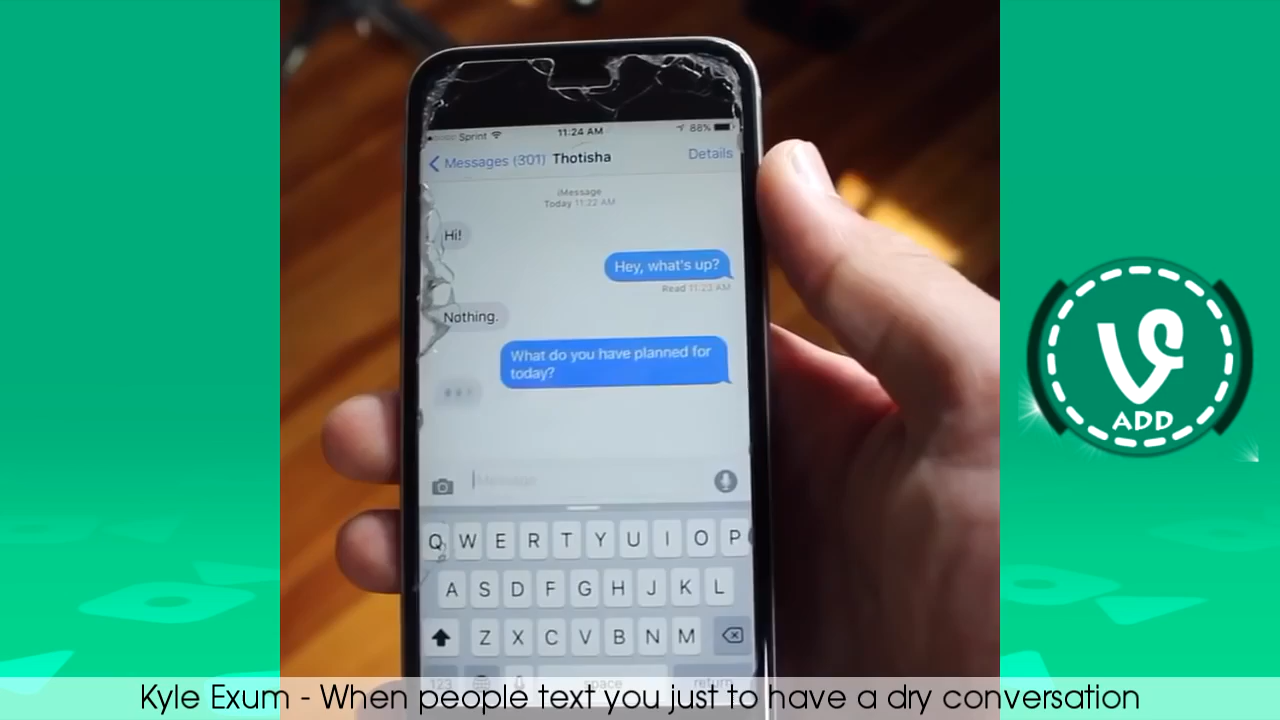 Sprint 11:24 AM 88%
Messages (301) Thotisha Details
iMessage
Today 11:22 AM
Hi!
Hey, what's up?
Read 11:23 AM
Nothing.
What do you have planned for
today?
iMessage
Q W E R T Y U I O P
A S D F G H J K L
Z X C V B N M
123 space return
ADD
Kyle Exum - When people text you just to have a dry conversation